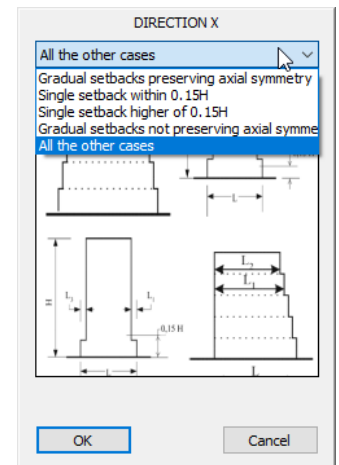 DIRECTION X
All the other cases
Gradual setbacks preserving axial symmetry
Single setback within 0.15H
Single setback higher of 0.15H
Gradual setbacks not preserving axial symme
All the other cases
L
H
L₂
L₁
0,15 H
L
L₂
L₁
L
OK
Cancel